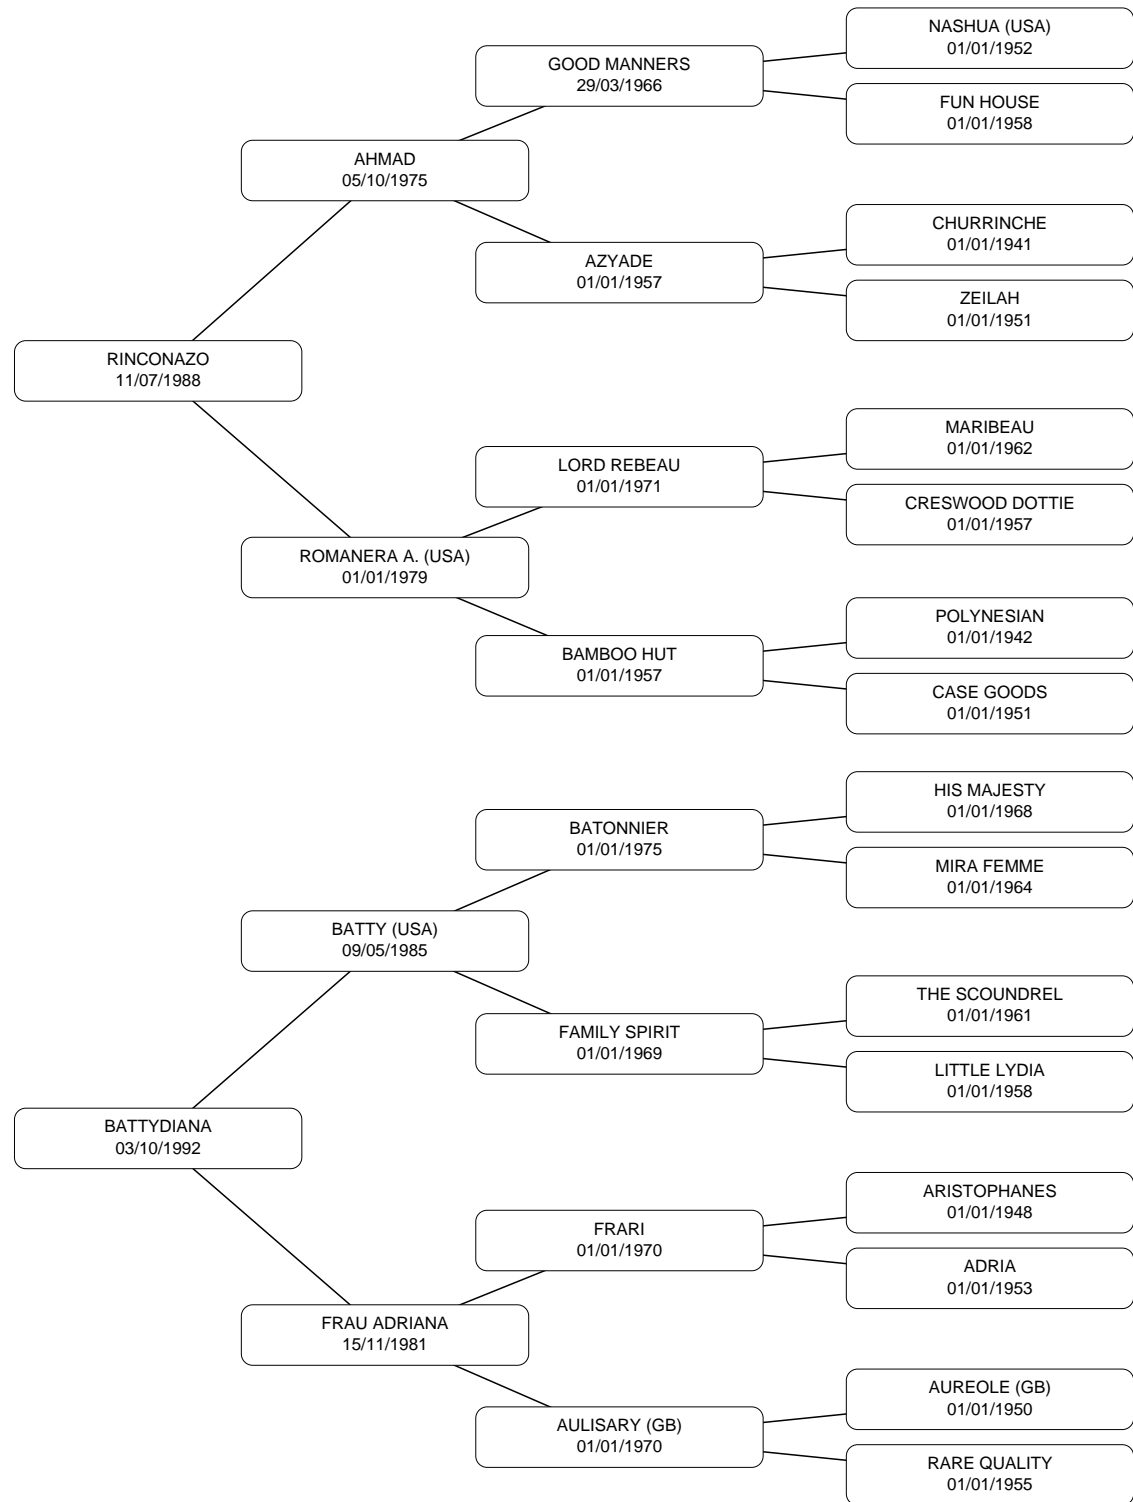 NASHUA (USA)
01/01/1952
GOOD MANNERS
29/03/1966
FUN HOUSE
01/01/1958
AHMAD
05/10/1975
CHURRINCHE
01/01/1941
AZYADE
01/01/1957
ZEILAH
01/01/1951
RINCONAZO
11/07/1988
MARIBEAU
01/01/1962
LORD REBEAU
01/01/1971
CRESWOOD DOTTIE
01/01/1957
ROMANERA A. (USA)
01/01/1979
POLYNESIAN
01/01/1942
BAMBOO HUT
01/01/1957
CASE GOODS
01/01/1951
HIS MAJESTY
01/01/1968
BATONNIER
01/01/1975
MIRA FEMME
01/01/1964
BATTY (USA)
09/05/1985
THE SCOUNDREL
01/01/1961
FAMILY SPIRIT
01/01/1969
LITTLE LYDIA
01/01/1958
BATTYDIANA
03/10/1992
ARISTOPHANES
01/01/1948
FRARI
01/01/1970
ADRIA
01/01/1953
FRAU ADRIANA
15/11/1981
AUREOLE (GB)
01/01/1950
AULISARY (GB)
01/01/1970
RARE QUALITY
01/01/1955